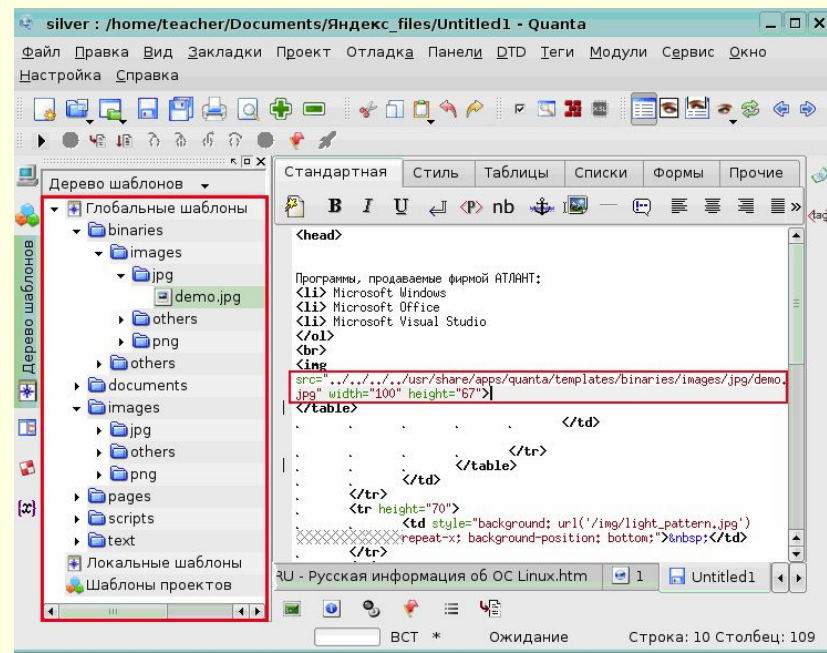 silver : /home/teacher/Documents/Яндекс_files/Untitled1 - Quanta
Файл Правка Вид Закладки Проект Отладка Панели DTD Теги Модули Сервис Окно
Настройка Справка
Дерево шаблонов
Стандартная Стиль Таблицы Списки Формы Прочие
B I U <P> nb
Дерево шаблонов
Глобальные шаблоны
binaries
images
jpg
demo.jpg
others
png
others
documents
images
jpg
others
png
pages
scripts
text
Локальные шаблоны
Шаблоны проектов
{x}
<head>
Программы, продаваемые фирмой АТЛАНТ:
<li> Microsoft Windows
<li> Microsoft Office
<li> Microsoft Visual Studio
</ol>
<br>
<img
src="../../../../usr/share/apps/quanta/templates/binaries/images/jpg/demo.
jpg" width="100" height="67">
</table>
. . . . . </td>
. . . . </tr>
. . . </table>
. . </td>
. </tr>
. <tr height="70">
. . <td style="background: url('/img/light_pattern.jpg')
repeat-x; background-position: bottom;">&nbsp;</td>
. </tr>
RU - Русская информация об ОС Linux.htm 1 Untitled1
ВСТ * Ожидание Строка: 10 Столбец: 109